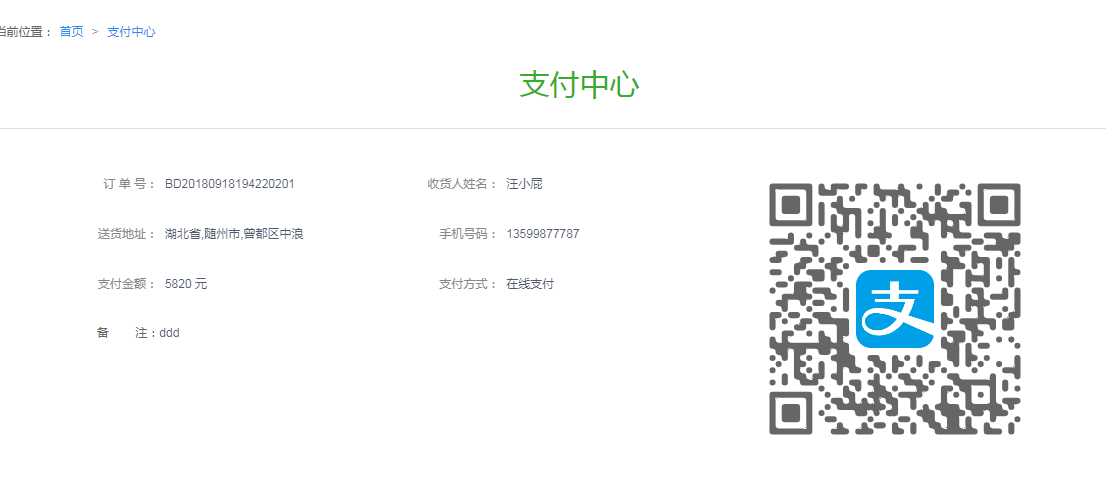 当前位置： 首页 > 支付中心
支付中心
订 单 号： BD20180918194220201 收货人姓名： 汪小屁
送货地址： 湖北省,随州市,曾都区中浪 手机号码： 13599877787
支付金额： 5820 元 支付方式： 在线支付
备 注：ddd
支